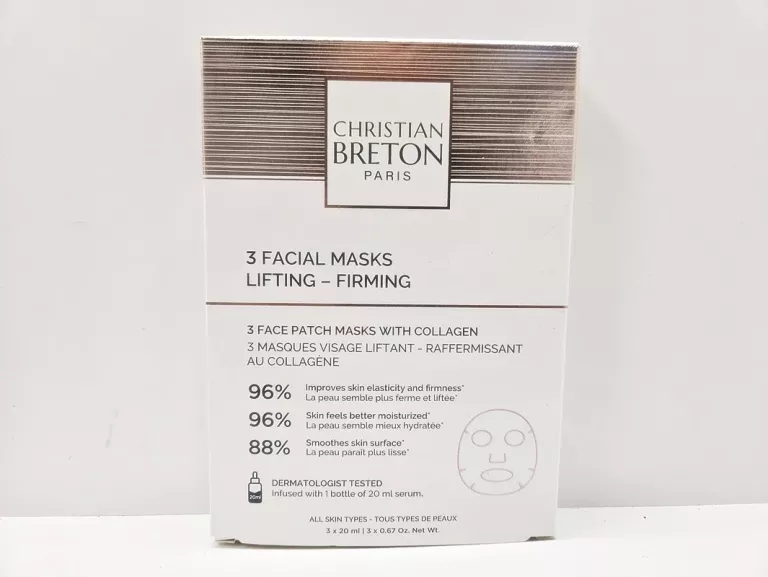 CHRISTIAN
BRETON
PARIS
3 FACIAL MASKS
LIFTING – FIRMING
3 FACE PATCH MASKS WITH COLLAGEN
3 MASQUES VISAGE LIFTANT - RAFFERMISSANT
AU COLLAGÈNE
96% Improves skin elasticity and firmness*
La peau semble plus ferme et liftée*
96% Skin feels better moisturized*
La peau semble mieux hydratée*
88% Smoothes skin surface*
La peau paraît plus lisse*
20ml
DERMATOLOGIST TESTED
Infused with 1 bottle of 20 ml serum.
ALL SKIN TYPES - TOUS TYPES DE PEAUX
3 x 20 ml | 3 x 0.67 Oz. Net Wt.